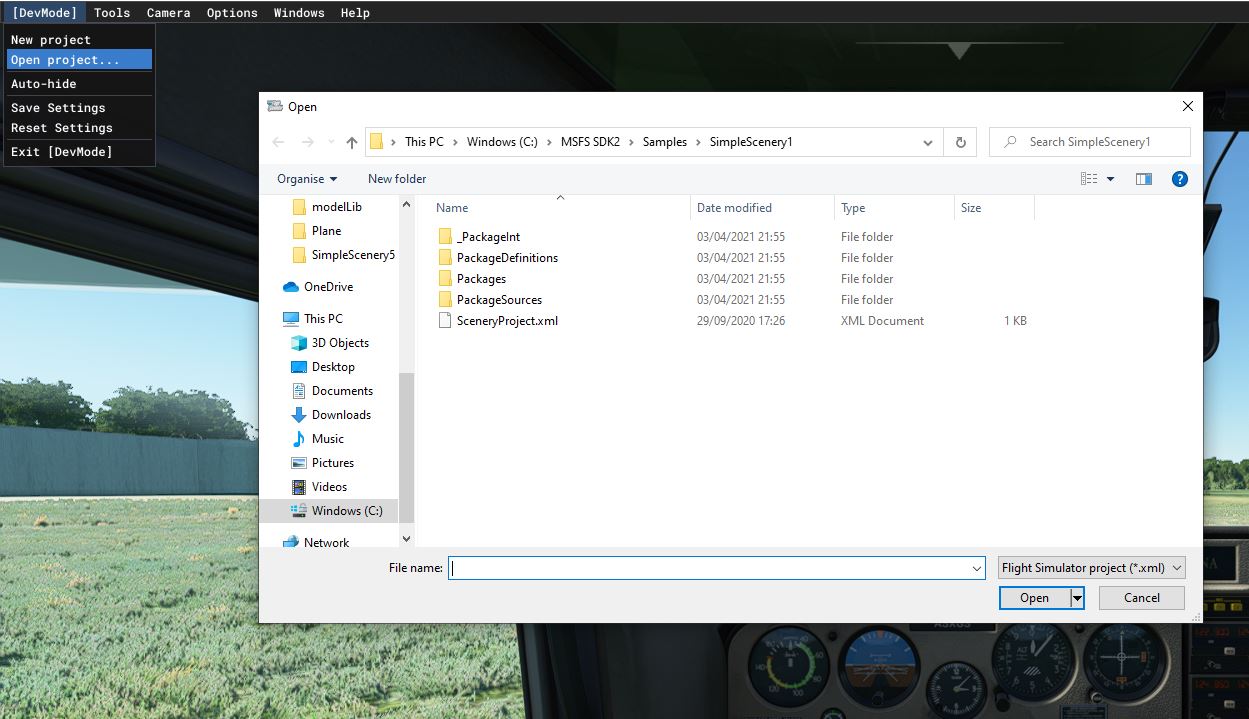 [DevMode] Tools Camera Options Windows Help
New project
Open project...
Auto-hide
Save Settings
Reset Settings
Exit [DevMode]
Open
This PC Windows (C:) MSFS SDK2 Samples SimpleScenery1
Search SimpleScenery1
Organise New folder
modelLib
Plane
SimpleScenery5
OneDrive
This PC
3D Objects
Desktop
Documents
Downloads
Music
Pictures
Videos
Windows (C:)
Network
Name Date modified Type Size
_PackageInt 03/04/2021 21:55 File folder
PackageDefinitions 03/04/2021 21:55 File folder
Packages 03/04/2021 21:55 File folder
PackageSources 03/04/2021 21:55 File folder
SceneryProject.xml 29/09/2020 17:26 XML Document 1 KB
File name: Flight Simulator project (*.xml)
Open Cancel